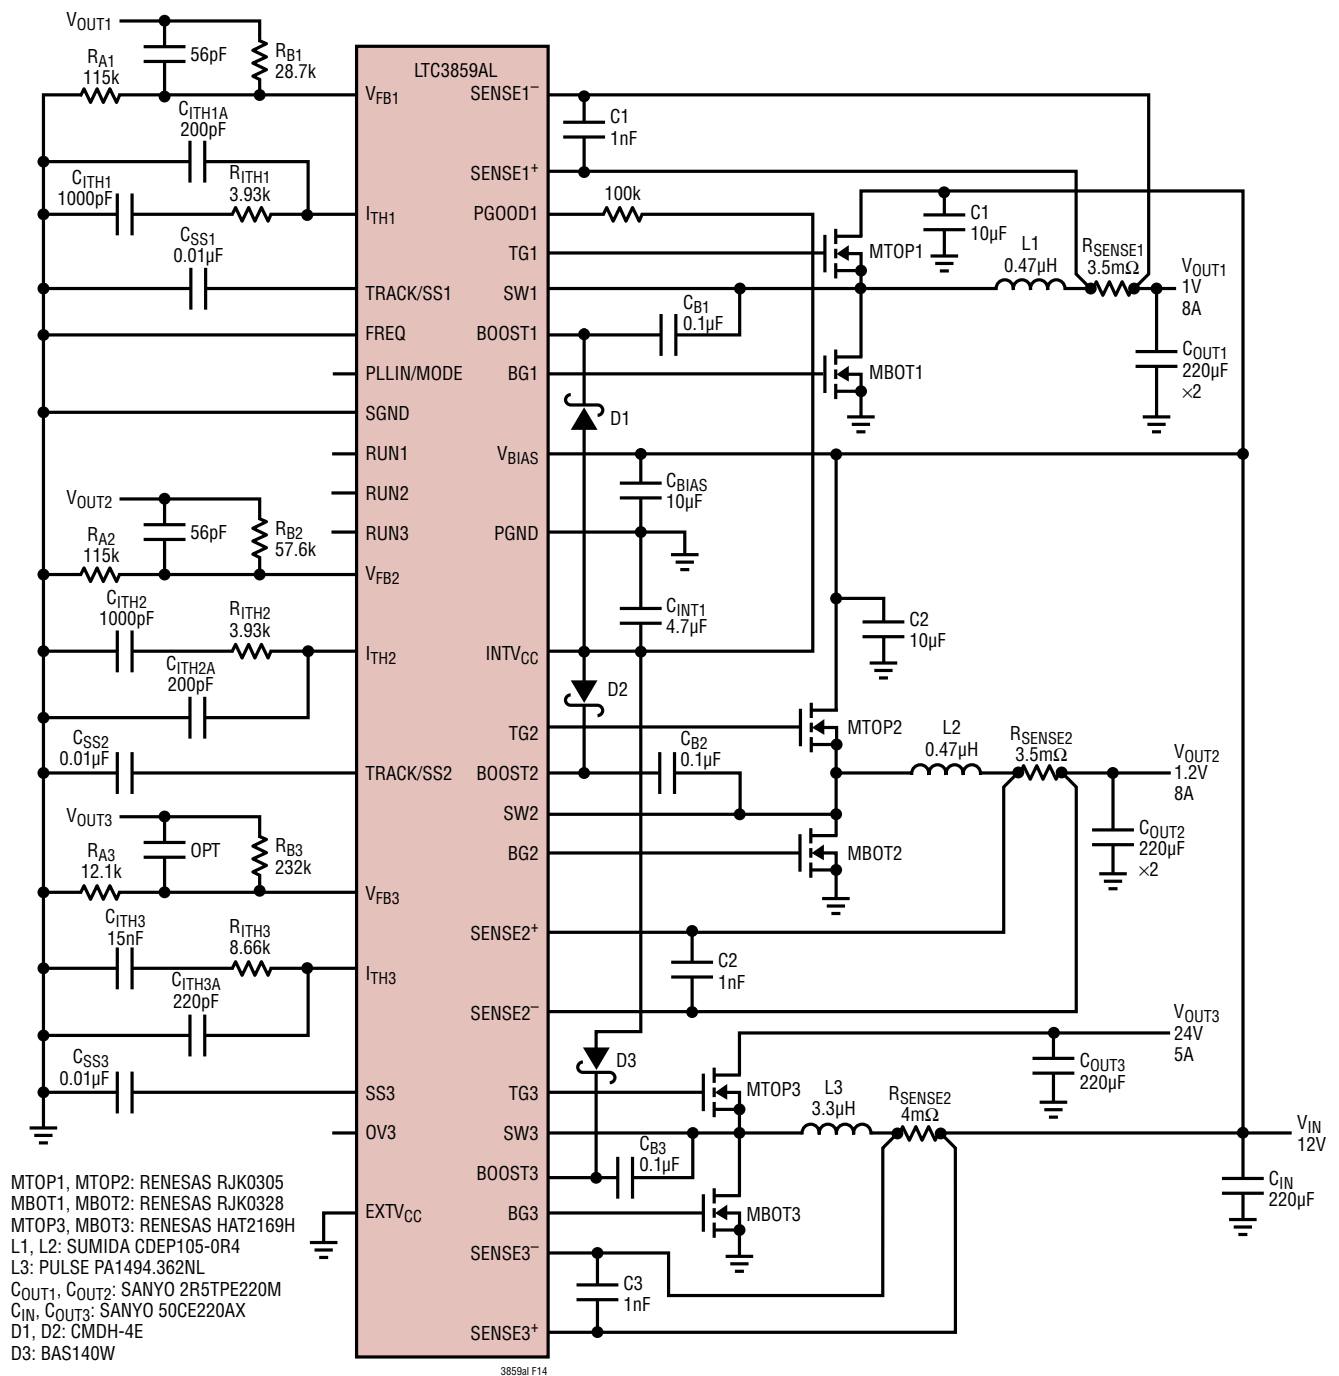 VOUT1
RA1
115k
56pF
RB1
28.7k
CITH1A
200pF
CITH1
1000pF
RITH1
3.93k
CSS1
0.01µF
VOUT2
RA2
115k
56pF
RB2
57.6k
CITH2
1000pF
RITH2
3.93k
CITH2A
200pF
CSS2
0.01µF
VOUT3
RA3
12.1k
OPT
RB3
232k
CITH3
15nF
RITH3
8.66k
CITH3A
220pF
CSS3
0.01µF
LTC3859AL
VFB1
ITH1
TRACK/SS1
FREQ
PLLIN/MODE
SGND
RUN1
RUN2
RUN3
VFB2
ITH2
TRACK/SS2
VFB3
ITH3
SS3
OV3
EXTVCC
SENSE1–
SENSE1+
PGOOD1
TG1
SW1
BOOST1
BG1
VBIAS
PGND
INTVCC
TG2
BOOST2
SW2
BG2
SENSE2+
SENSE2–
TG3
SW3
BOOST3
BG3
SENSE3–
SENSE3+
C1
1nF
100k
MTOP1
C1
10µF
L1
0.47µH
RSENSE1
3.5mΩ
VOUT1
1V
8A
CB1
0.1µF
MBOT1
COUT1
220µF
×2
D1
CBIAS
10µF
CINT1
4.7µF
C2
10µF
D2
MTOP2
L2
0.47µH
RSENSE2
3.5mΩ
VOUT2
1.2V
8A
CB2
0.1µF
MBOT2
COUT2
220µF
×2
C2
1nF
VOUT3
24V
5A
D3
MTOP3
L3
3.3µH
RSENSE2
4mΩ
COUT3
220µF
VIN
12V
CB3
0.1µF
MBOT3
CIN
220µF
C3
1nF
MTOP1, MTOP2: RENESAS RJK0305
MBOT1, MBOT2: RENESAS RJK0328
MTOP3, MBOT3: RENESAS HAT2169H
L1, L2: SUMIDA CDEP105-0R4
L3: PULSE PA1494.362NL
COUT1, COUT2: SANYO 2R5TPE220M
CIN, COUT3: SANYO 50CE220AX
D1, D2: CMDH-4E
D3: BAS140W
3859al F14